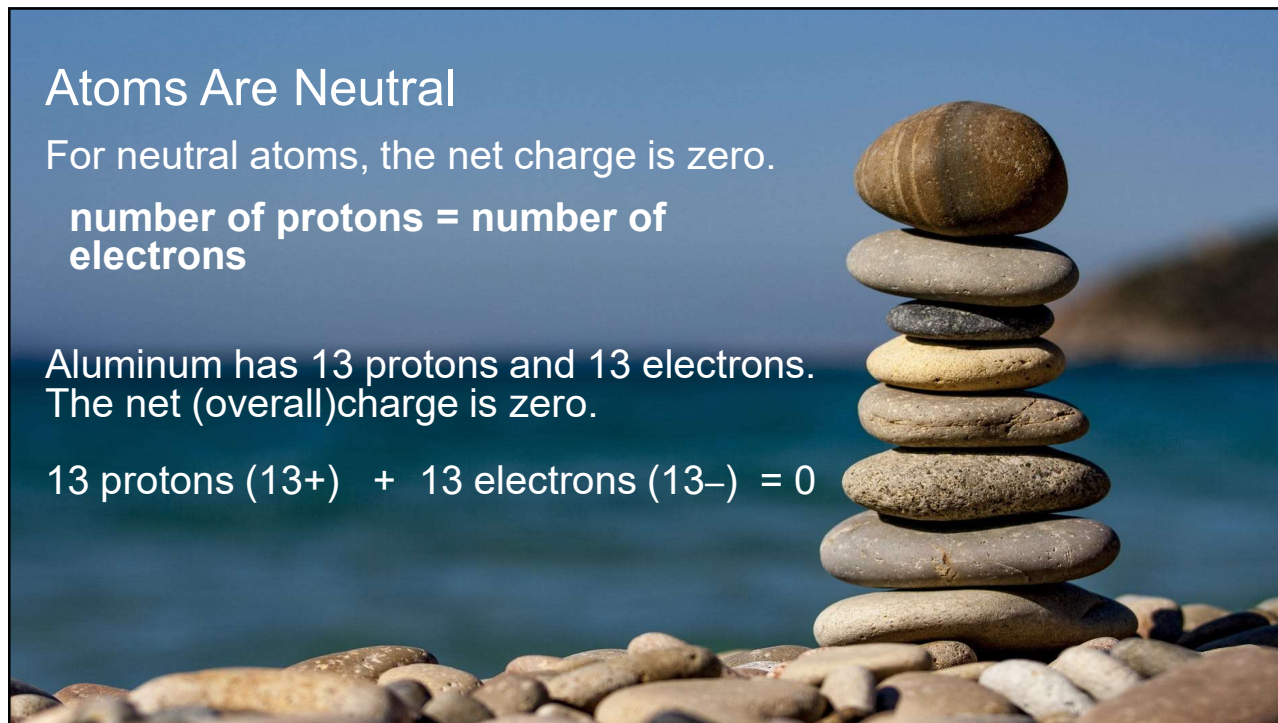 Atoms Are Neutral
For neutral atoms, the net charge is zero.
number of protons = number of
electrons
Aluminum has 13 protons and 13 electrons.
The net (overall)charge is zero.
13 protons (13+)   +  13 electrons (13–)  = 0